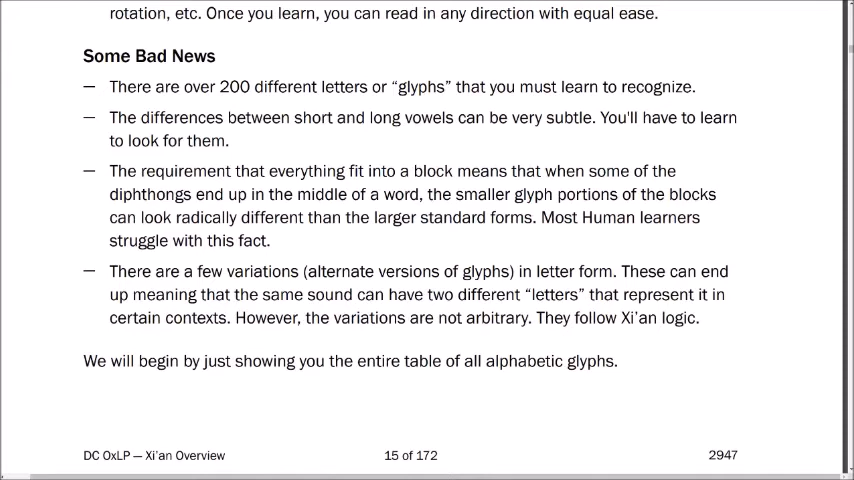 rotation, etc. Once you learn, you can read in any direction with equal ease.
Some Bad News
— There are over 200 different letters or “glyphs” that you must learn to recognize.
— The differences between short and long vowels can be very subtle. You'll have to learn
to look for them.
— The requirement that everything fit into a block means that when some of the
diphthongs end up in the middle of a word, the smaller glyph portions of the blocks
can look radically different than the larger standard forms. Most Human learners
struggle with this fact.
— There are a few variations (alternate versions of glyphs) in letter form. These can end
up meaning that the same sound can have two different “letters” that represent it in
certain contexts. However, the variations are not arbitrary. They follow Xi’an logic.
We will begin by just showing you the entire table of all alphabetic glyphs.
DC OxLP — Xi’an Overview 15 of 172 2947